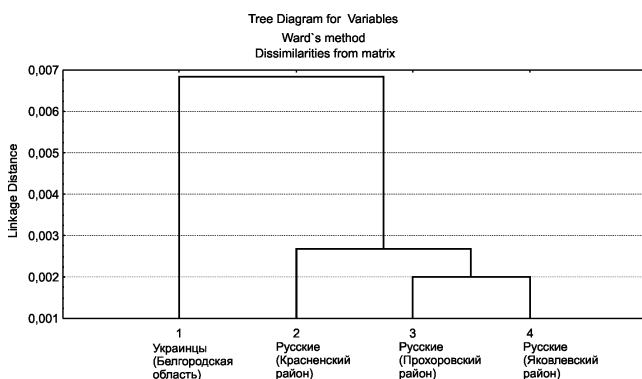 Tree Diagram for Variables
Ward`s method
Dissimilarities from matrix
Linkage Distance
0,007
0,006
0,005
0,004
0,003
0,002
0,001
1
Украинцы
(Белгородская
область)
2
Русские
(Красненский
район)
3
Русские
(Прохоровский
район)
4
Русские
(Яковлевский
район)